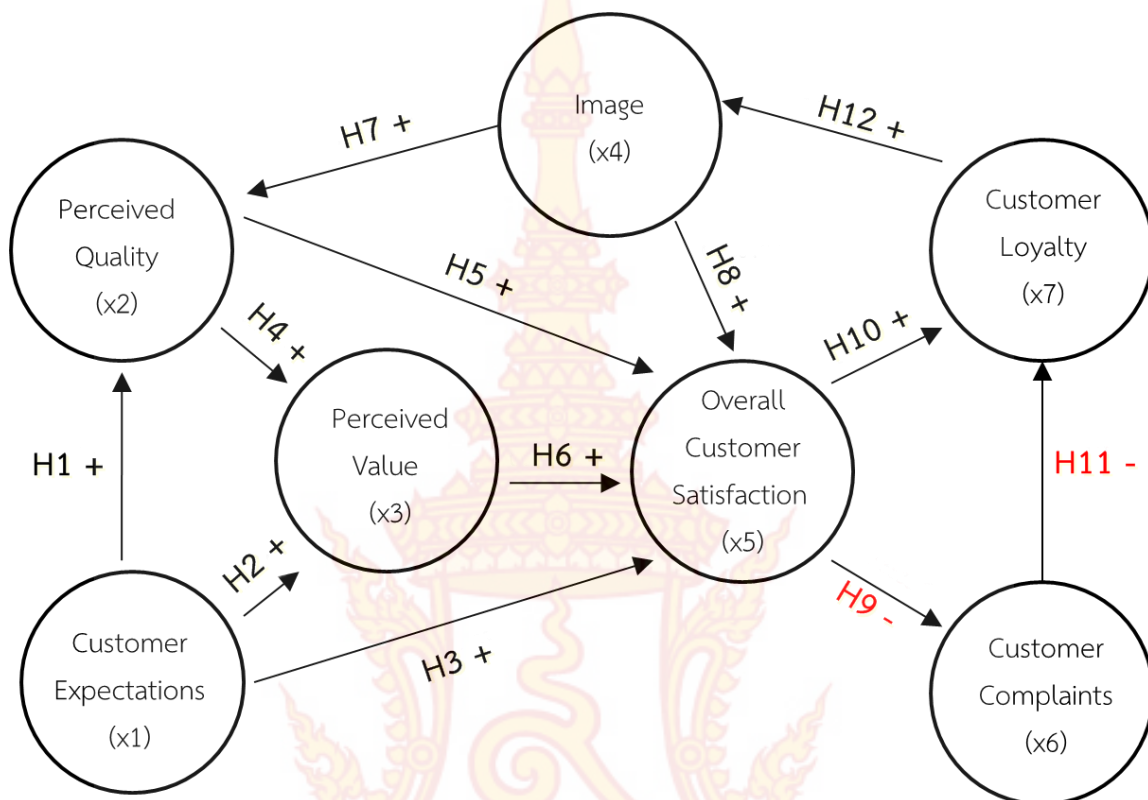 Image
(x4)
H12 +
H7 +
Perceived
Quality
(x2)
Customer
Loyalty
(x7)
H8 +
H5 +
H4 +
H10 +
Perceived
Value
(x3)
Overall
Customer
Satisfaction
(x5)
H1 +
H6 +
H11 -
H2 +
H9 -
H3 +
Customer
Expectations
(x1)
Customer
Complaints
(x6)